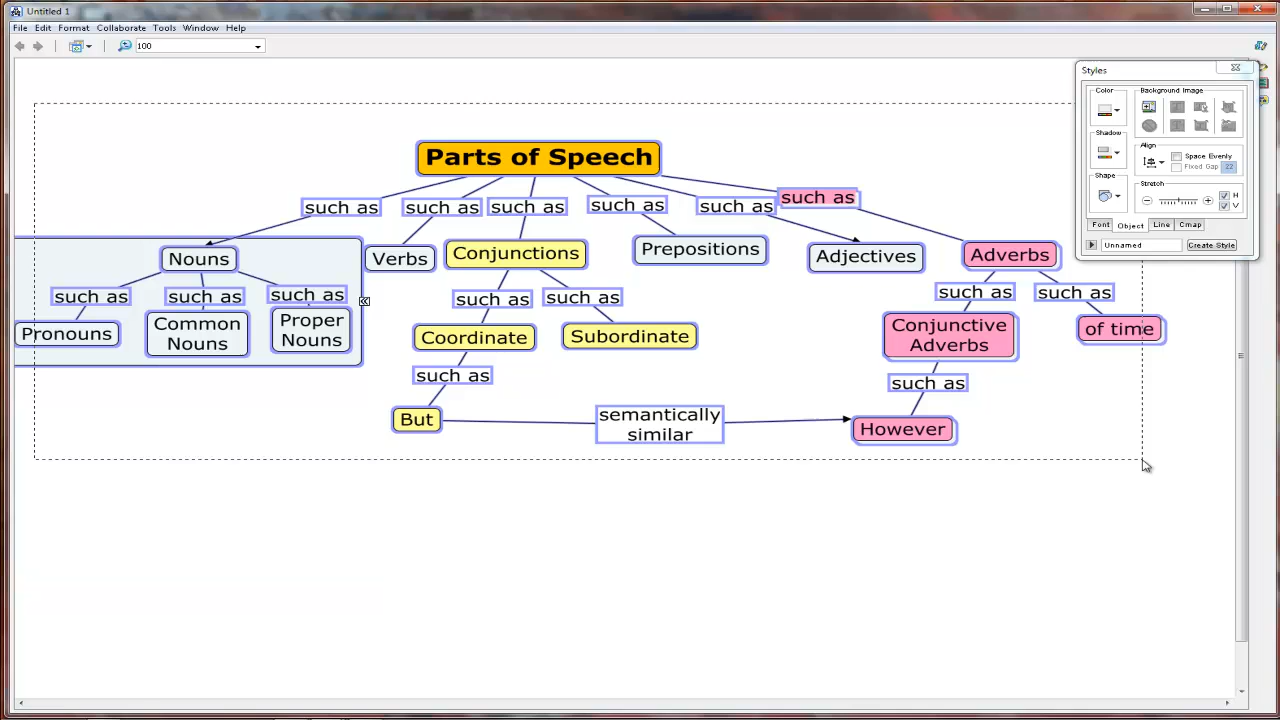 Untitled 1
File Edit Format Collaborate Tools Window Help
100
Styles
Color
Background Image
Shadow
Align
Space Evenly
Fixed Gap 22
Shape
Stretch
H
V
Font Object Line Cmap
Unnamed Create Style
Parts of Speech
such as such as such as such as such as such as
Nouns Verbs Conjunctions Prepositions Adjectives Adverbs
such as such as such as such as such as such as such as
Pronouns
Common
Nouns
Proper
Nouns
Coordinate Subordinate
Conjunctive
Adverbs
of time
such as such as
But
semantically
similar
However